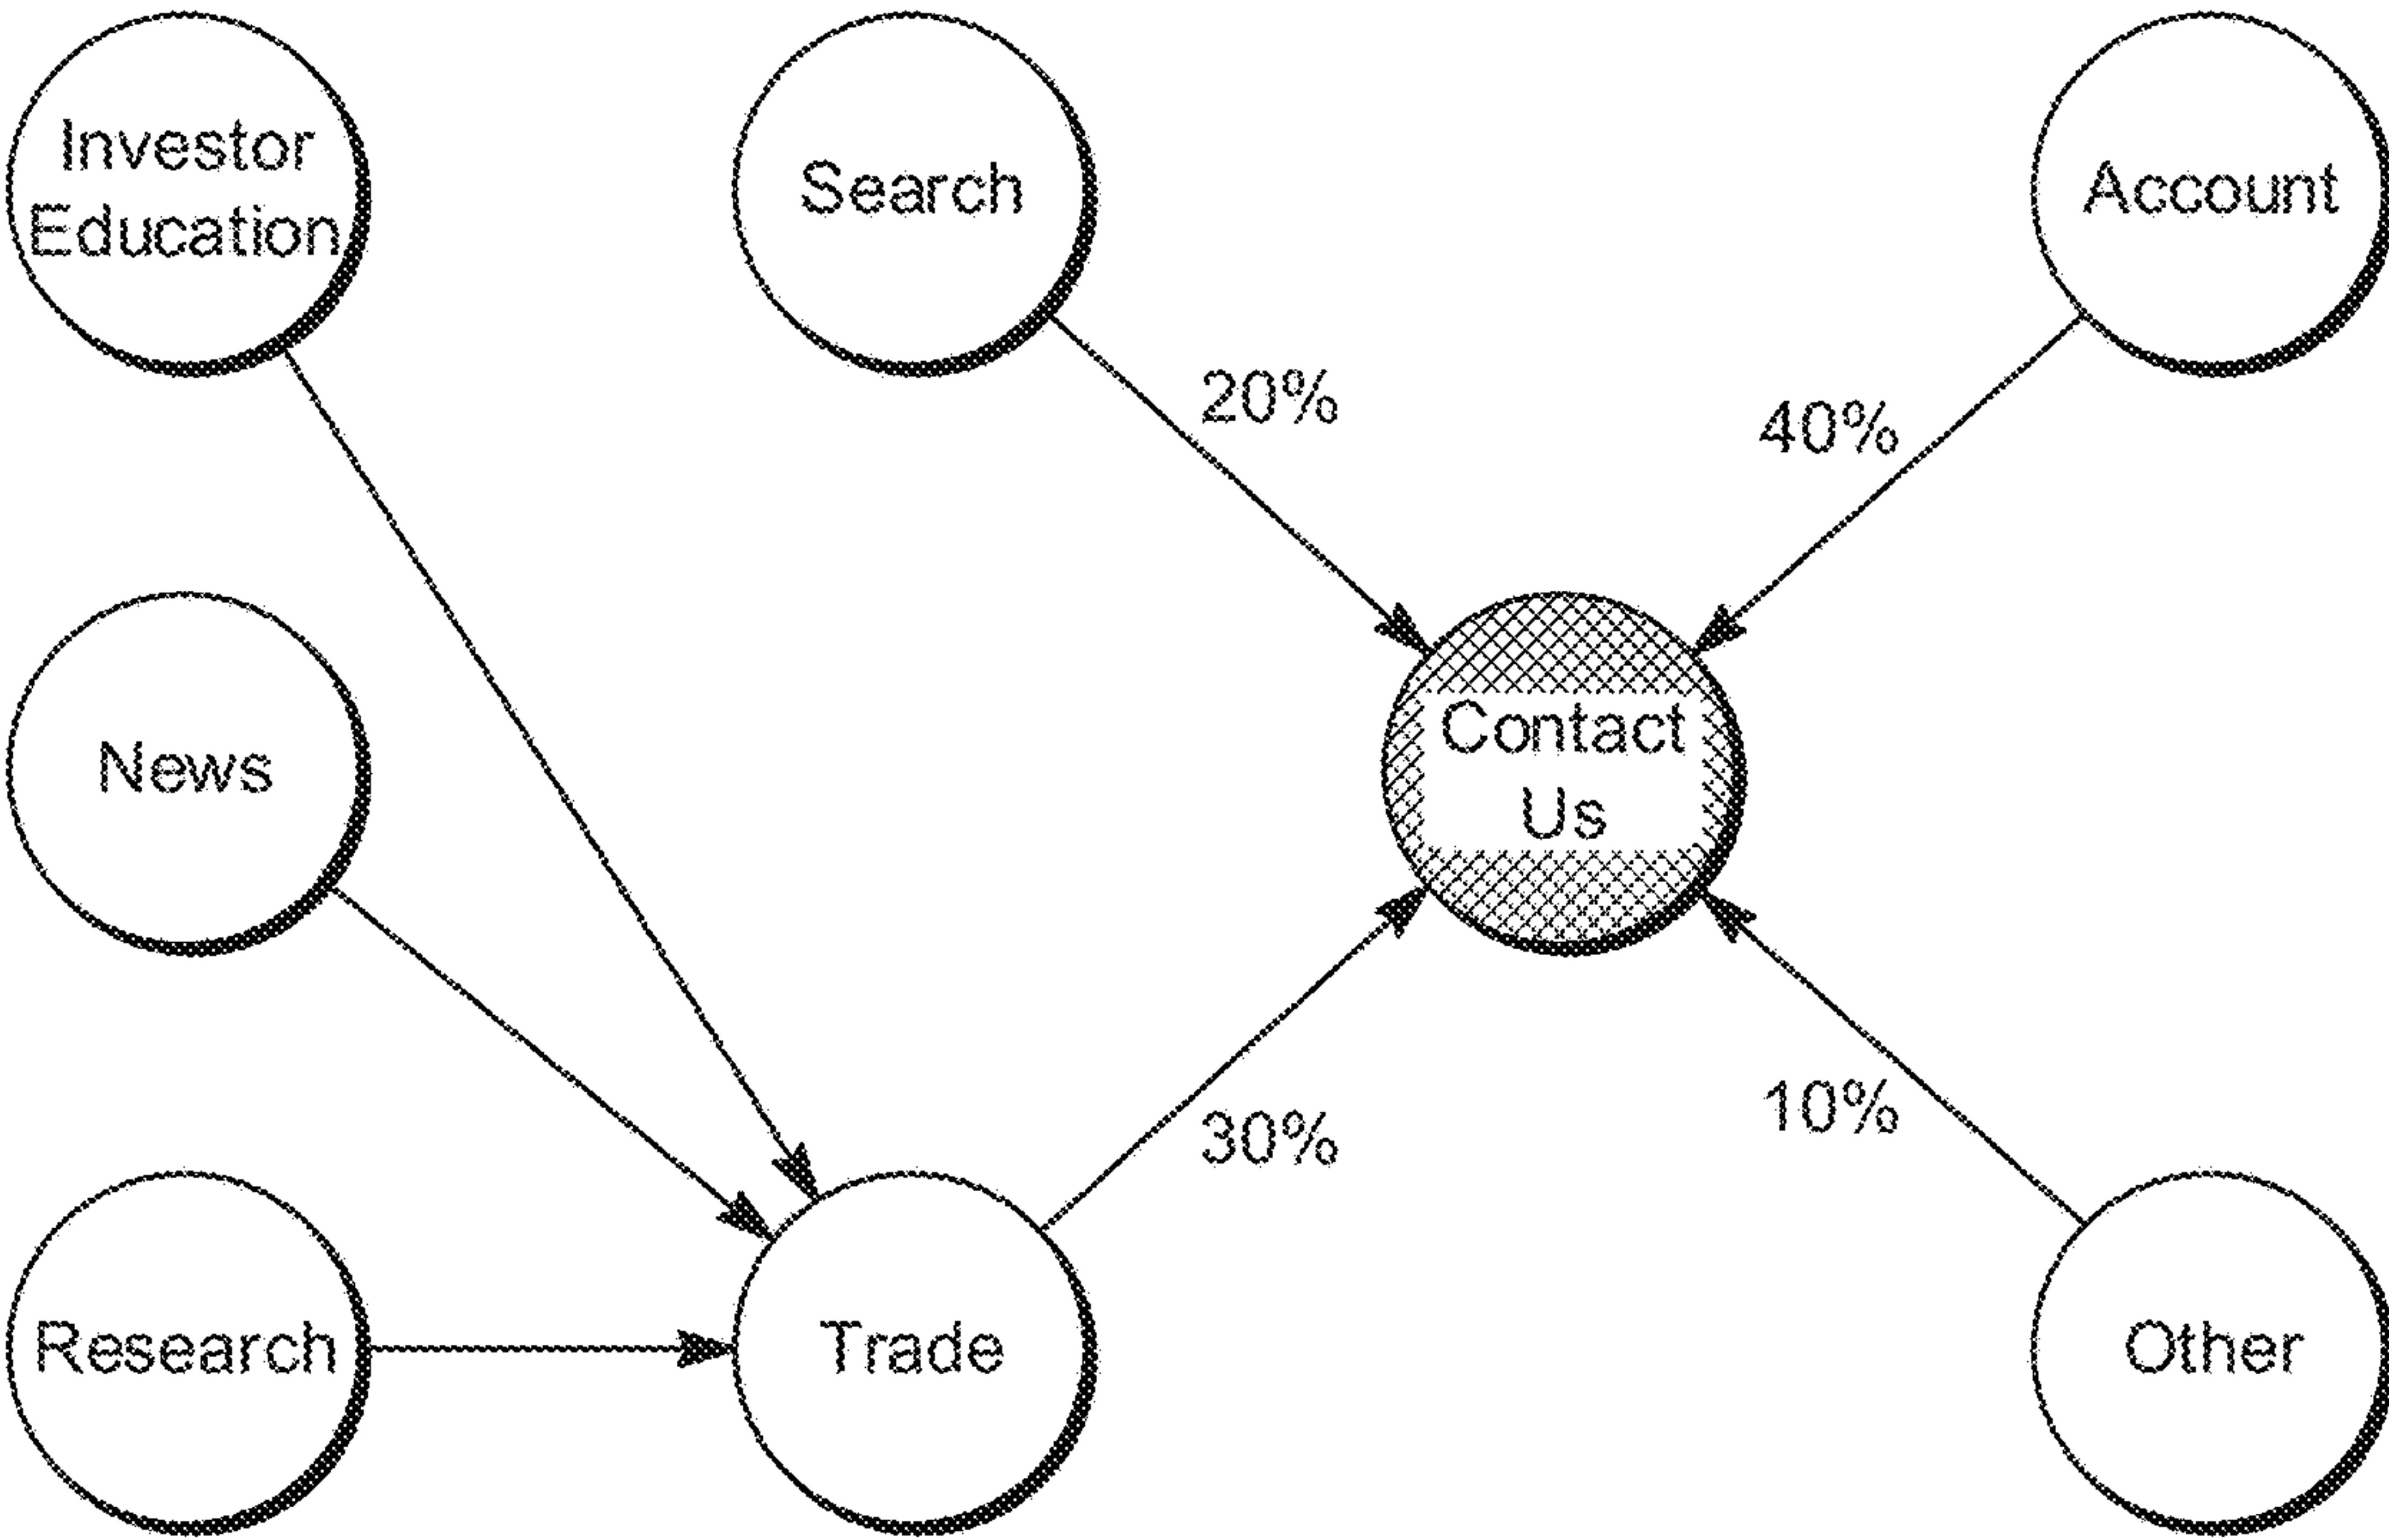 Investor
Education
Search
Account
20%
40%
News
Contact
Us
30%
10%
Research
Trade
Other